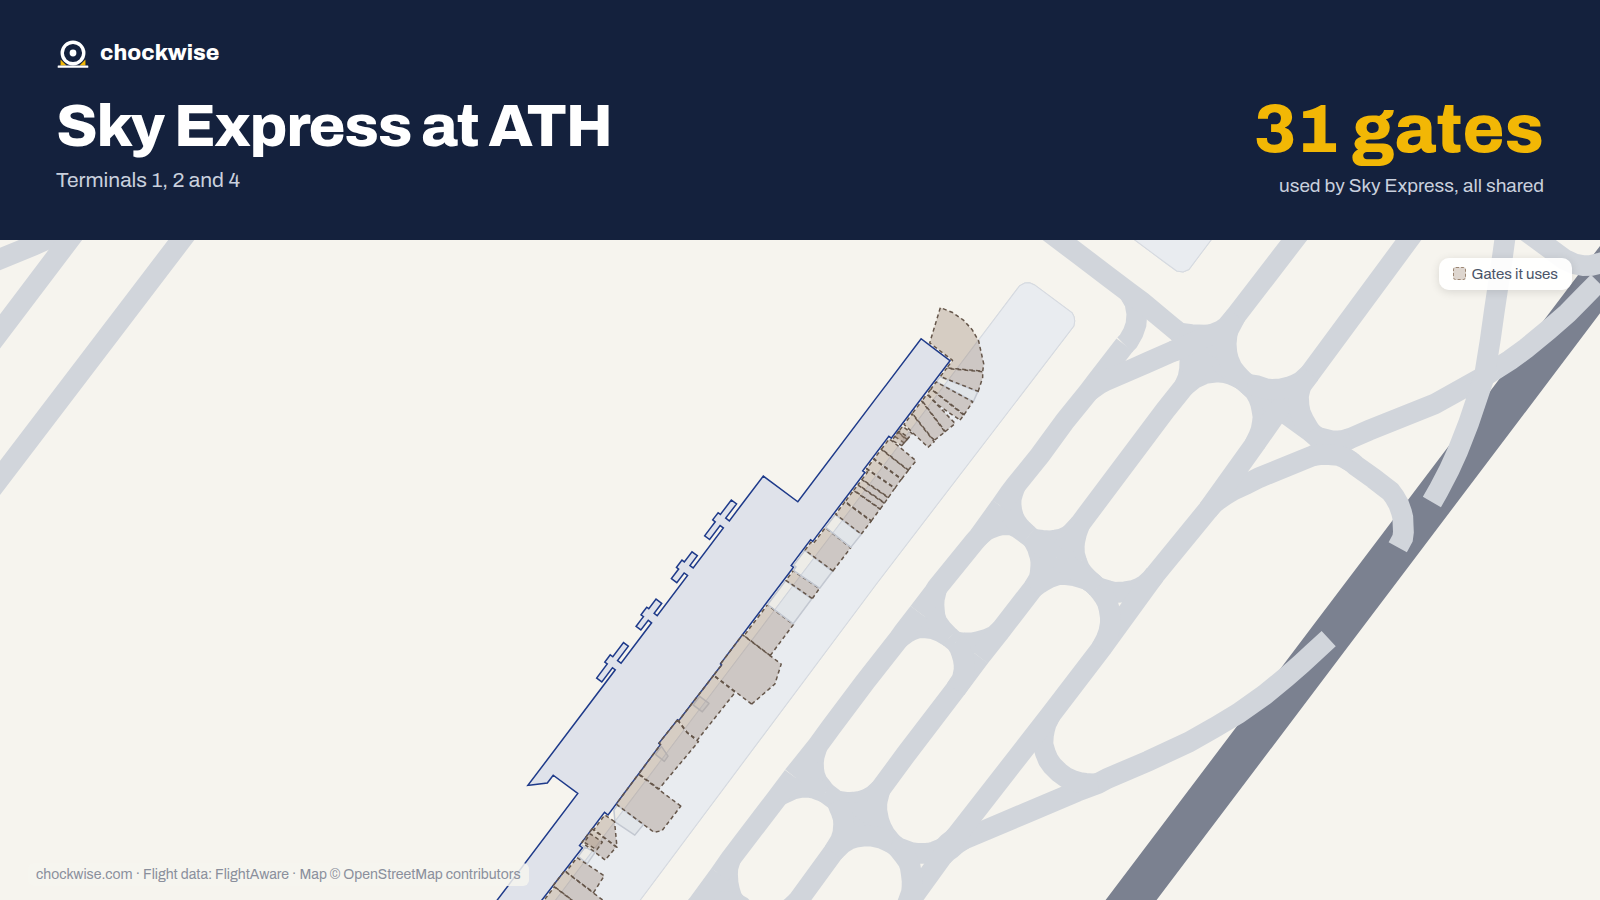 chockwise
Sky Express at ATH
Terminals 1, 2 and 4
31 gates
used by Sky Express, all shared
Gates it uses
chockwise.com · Flight data: FlightAware · Map © OpenStreetMap contributors